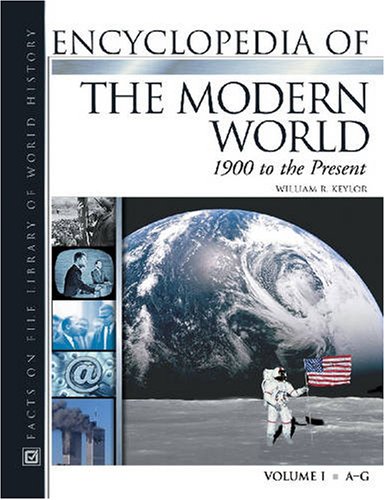 ENCYCLOPEDIA OF
THE MODERN
WORLD
1900 to the Present
WILLIAM R. KEYLOR
FACTS ON FILE LIBRARY OF WORLD HISTORY
@
VOLUME I ■ A–G